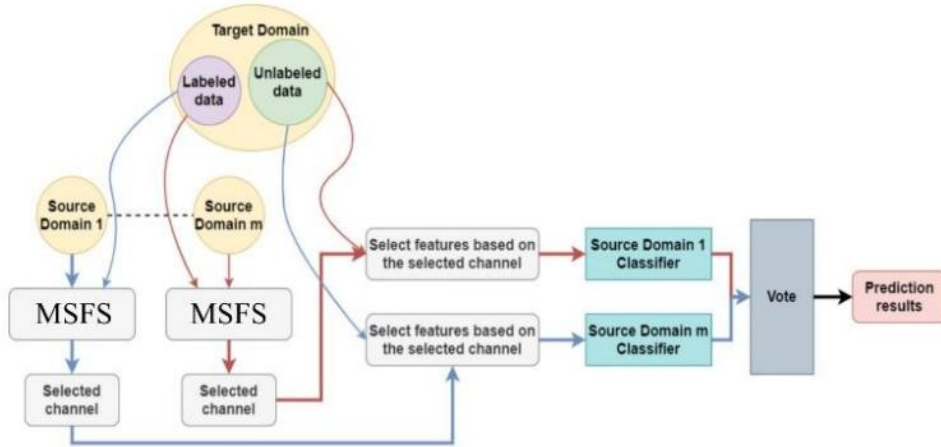 Target Domain
Labeled
data
Unlabeled
data
Source
Domain 1
Source
Domain m
MSFS
MSFS
Selected
channel
Selected
channel
Select features based on
the selected channel
Select features based on
the selected channel
Source Domain 1
Classifier
Source Domain m
Classifier
Vote
Prediction
results